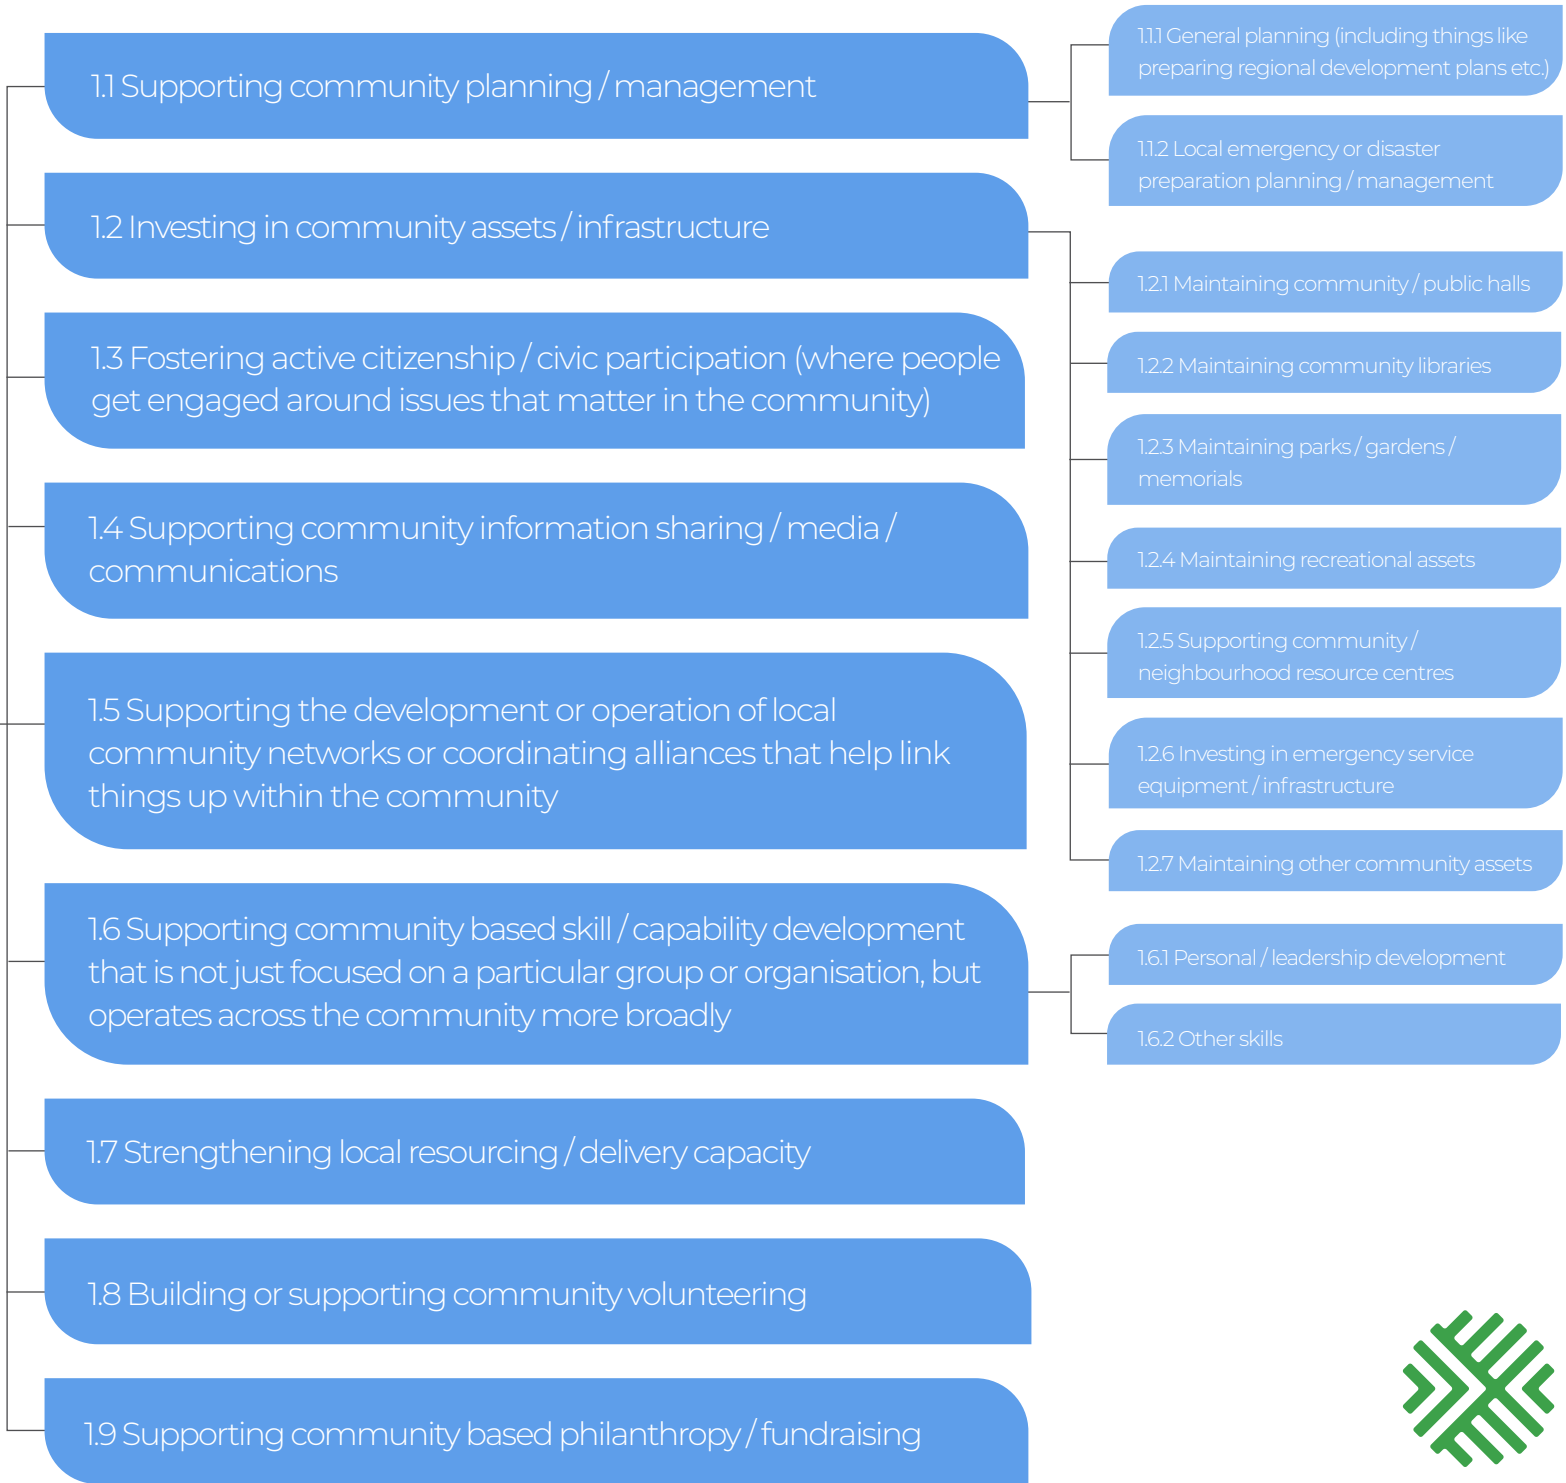 1.1 Supporting community planning / management
1.1.1 General planning (including things like
preparing regional development plans etc.)
1.1.2 Local emergency or disaster
preparation planning / management
1.2 Investing in community assets / infrastructure
1.2.1 Maintaining community / public halls
1.2.2 Maintaining community libraries
1.2.3 Maintaining parks / gardens /
memorials
1.2.4 Maintaining recreational assets
1.2.5 Supporting community /
neighbourhood resource centres
1.2.6 Investing in emergency service
equipment / infrastructure
1.2.7 Maintaining other community assets
1.3 Fostering active citizenship / civic participation (where people
get engaged around issues that matter in the community)
1.4 Supporting community information sharing / media /
communications
1.5 Supporting the development or operation of local
community networks or coordinating alliances that help link
things up within the community
1.6 Supporting community based skill / capability development
that is not just focused on a particular group or organisation, but
operates across the community more broadly
1.6.1 Personal / leadership development
1.6.2 Other skills
1.7 Strengthening local resourcing / delivery capacity
1.8 Building or supporting community volunteering
1.9 Supporting community based philanthropy / fundraising